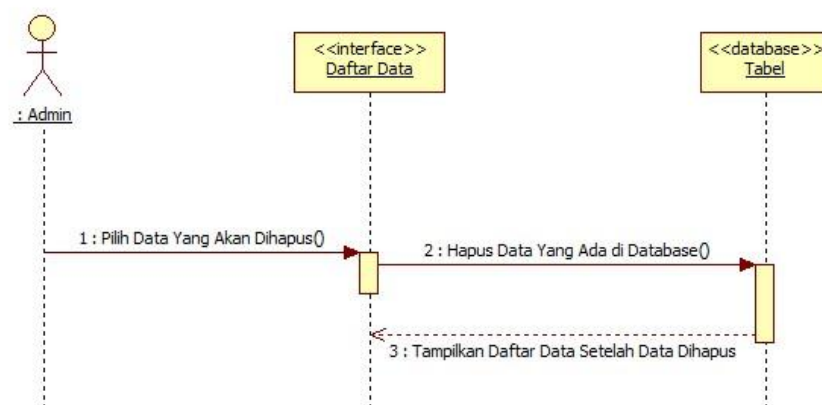 <<interface>>
Daftar Data
<<database>>
Tabel
: Admin
1 : Pilih Data Yang Akan Dihapus()
2 : Hapus Data Yang Ada di Database()
3 : Tampilkan Daftar Data Setelah Data Dihapus